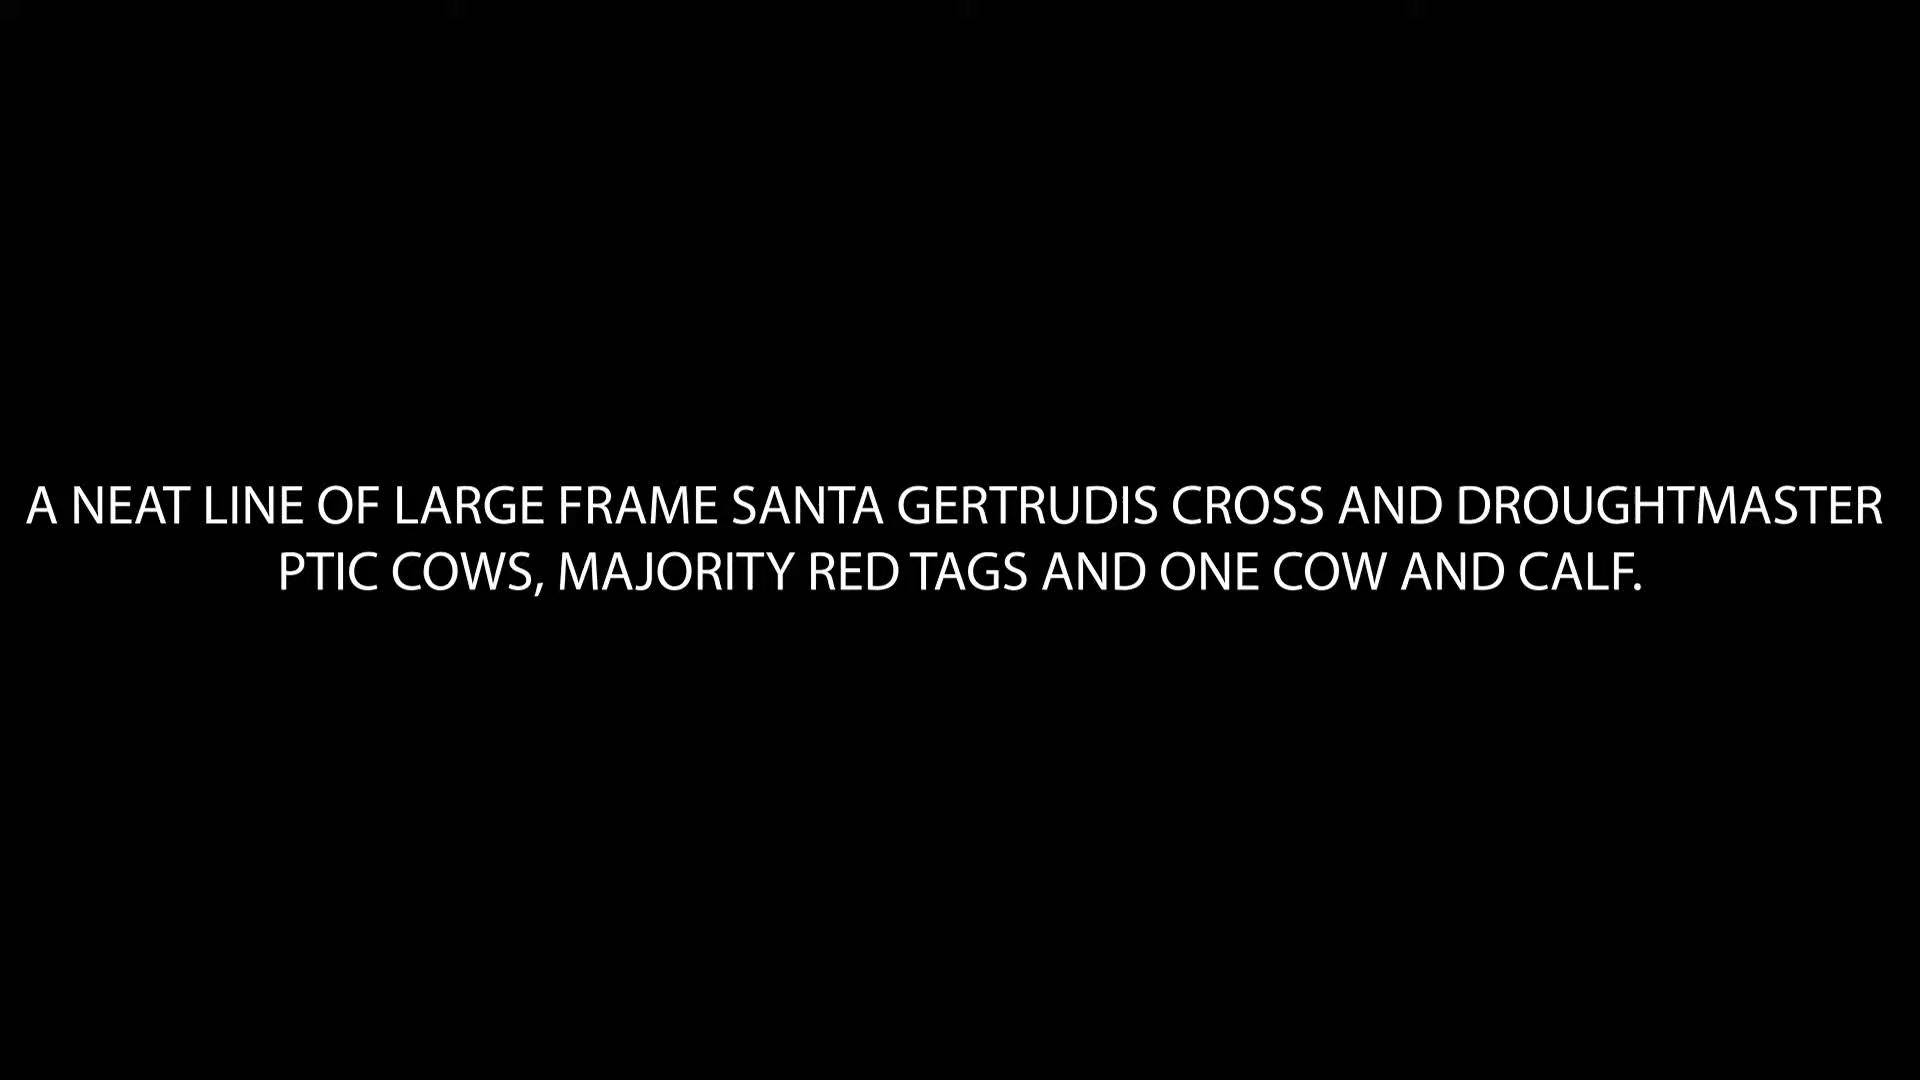 A NEAT LINE OF LARGE FRAME SANTA GERTRUDIS CROSS AND DROUGHTMASTER
PTIC COWS, MAJORITY RED TAGS AND ONE COW AND CALF.